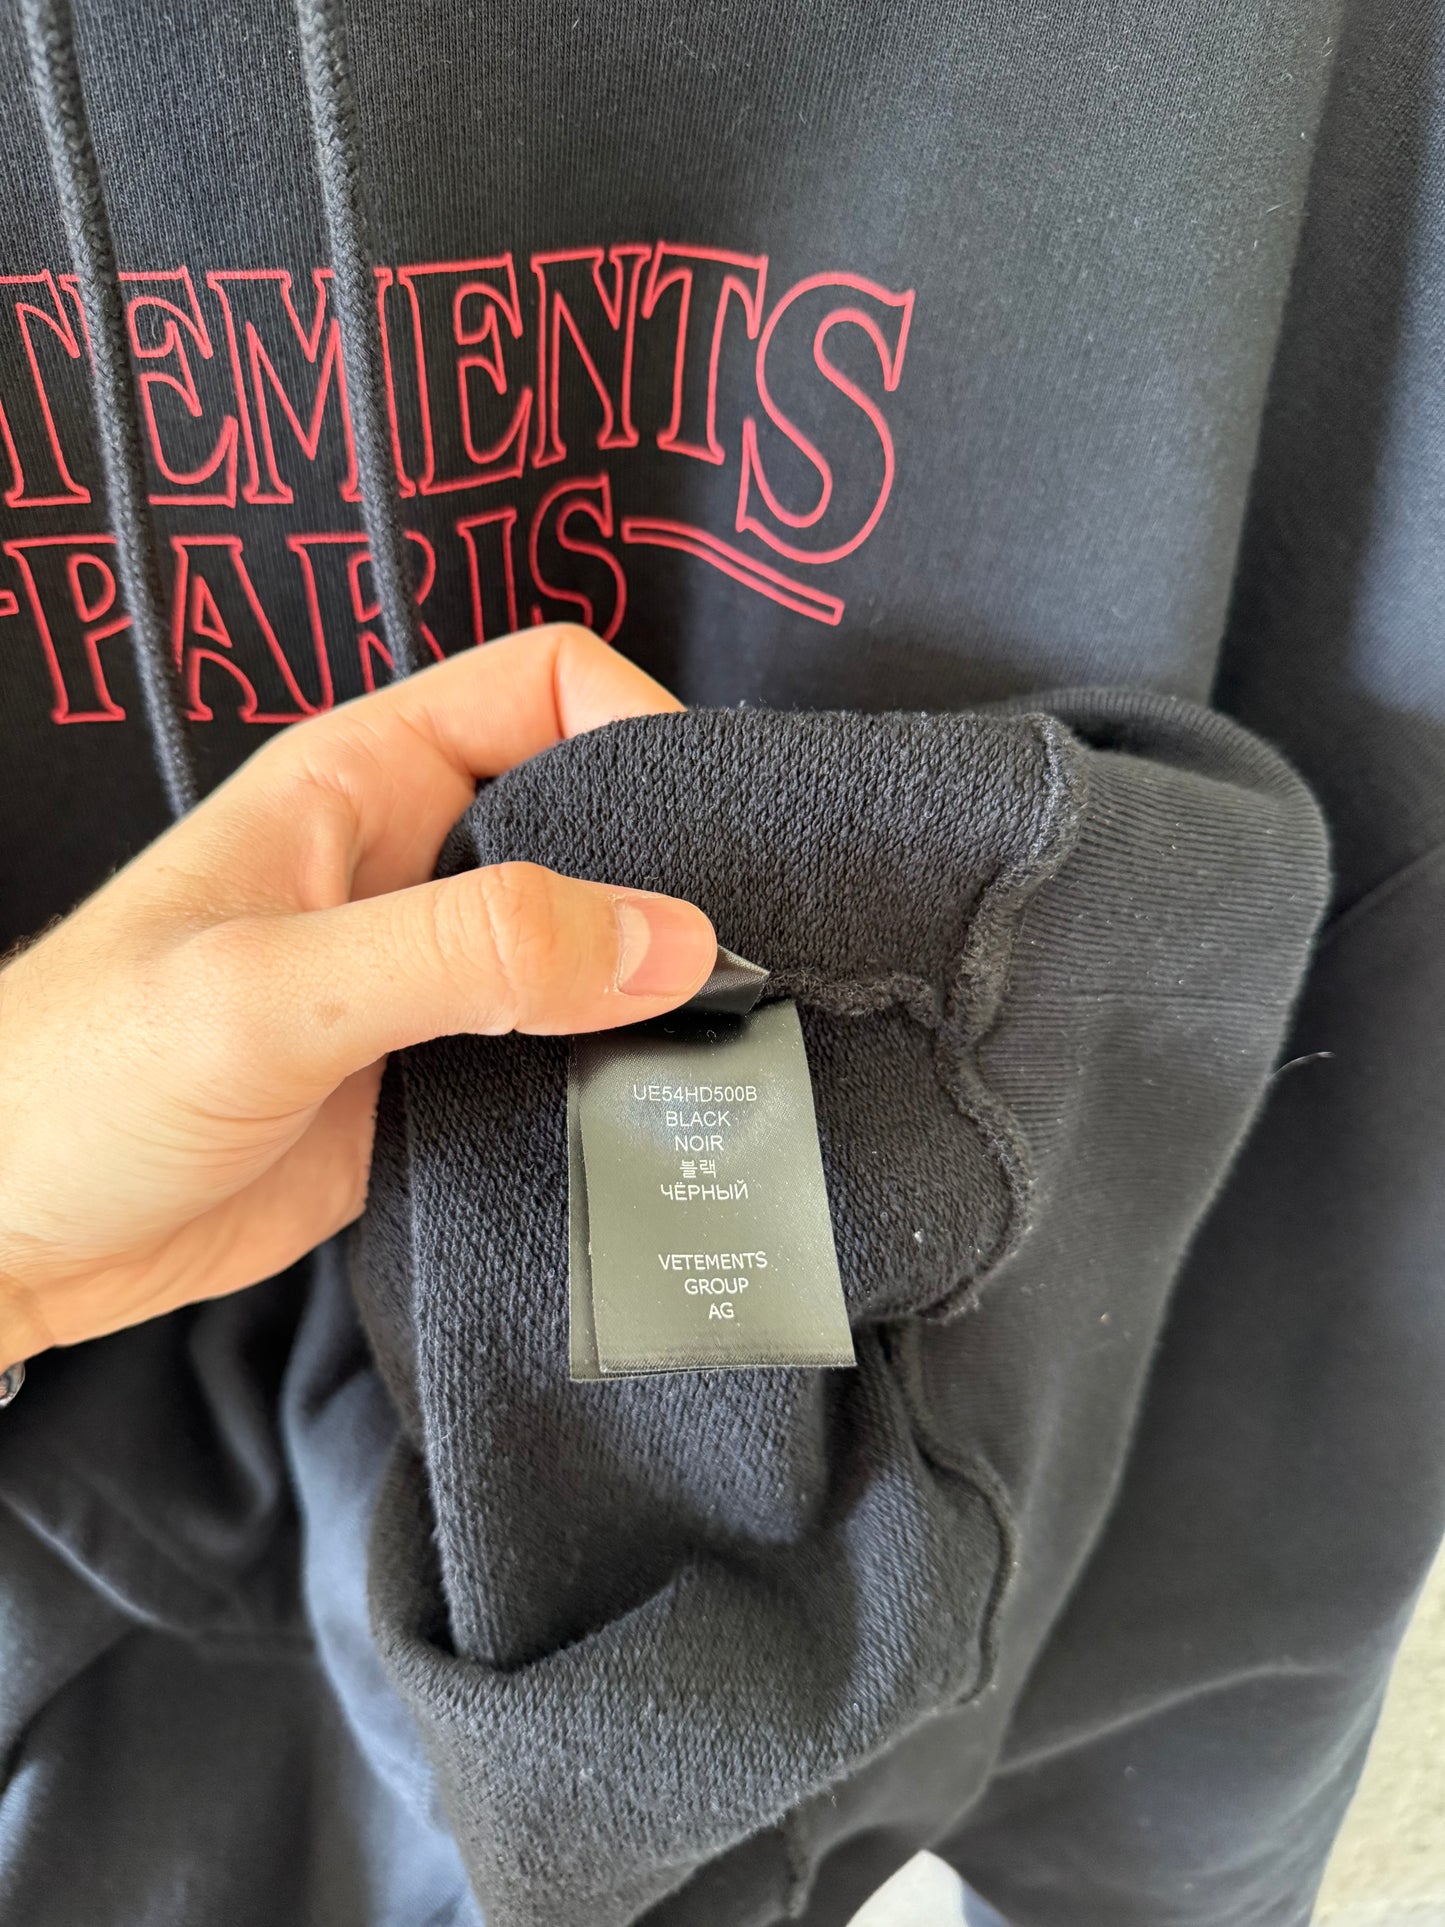 TEMENTS
PARIS
UE54HD500B
BLACK
NOIR
블랙
ЧЁРНЫЙ
VETEMENTS
GROUP
AG